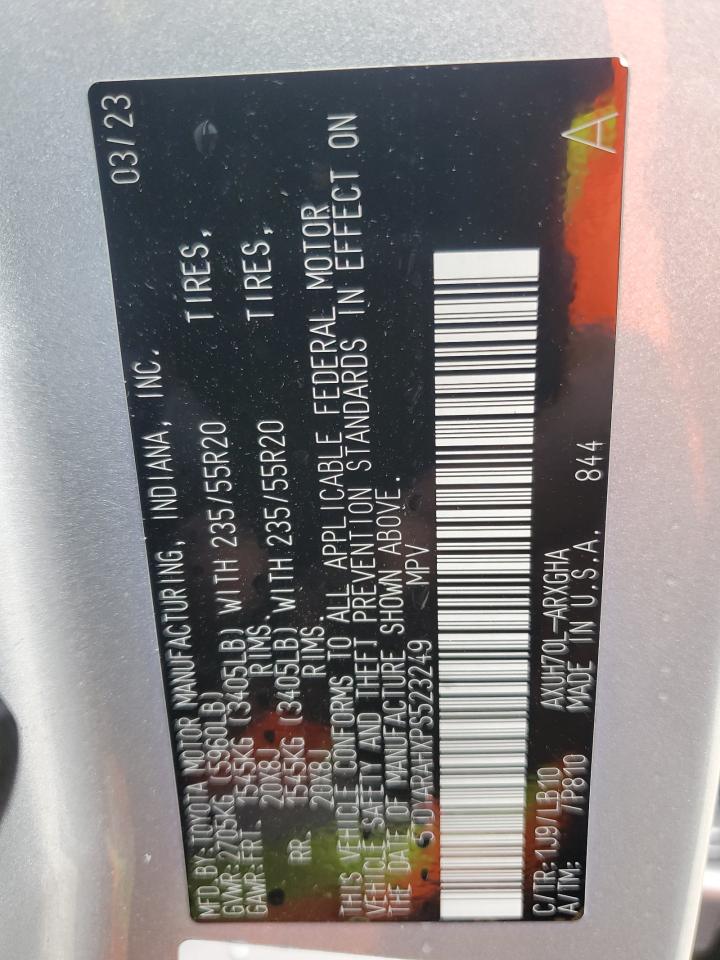 MFD.BY:TOYOTA MOTOR MANUFACTURING, INDIANA, INC. 03/23
GVWR:2705KG (5960LB)
GAWR:FRT. 1545KG (3405LB) WITH 235/55R20 TIRES,
20X8J RIMS.
RR. 1545KG (3405LB) WITH 235/55R20 TIRES,
20X8J RIMS.
THIS VEHICLE CONFORMS TO ALL APPLICABLE FEDERAL MOTOR
VEHICLE SAFETY AND THEFT PREVENTION STANDARDS IN EFFECT ON
THE DATE OF MANUFACTURE SHOWN ABOVE.
MPV
C/TR:1J9/LB10 AXUH70L-ARXGHA
A/TM: /P810 MADE IN U.S.A. 844
A